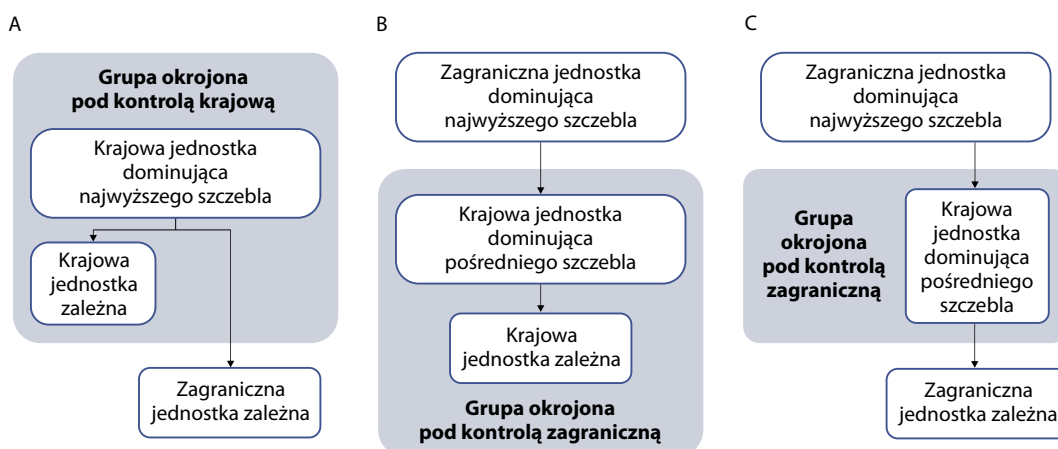 A
Grupa okrojona
pod kontrolą krajową
Krajowa jednostka
dominująca
najwyższego szczebla
Krajowa
jednostka
zależna
Zagraniczna
jednostka zależna
B
Zagraniczna jednostka
dominująca
najwyższego szczebla
Krajowa jednostka
dominująca
pośredniego szczebla
Krajowa
jednostka zależna
Grupa okrojona
pod kontrolą zagraniczną
C
Zagraniczna jednostka
dominująca
najwyższego szczebla
Grupa
okrojona
pod kontrolą
zagraniczną
Krajowa
jednostka
dominująca
pośredniego
szczebla
Zagraniczna
jednostka zależna